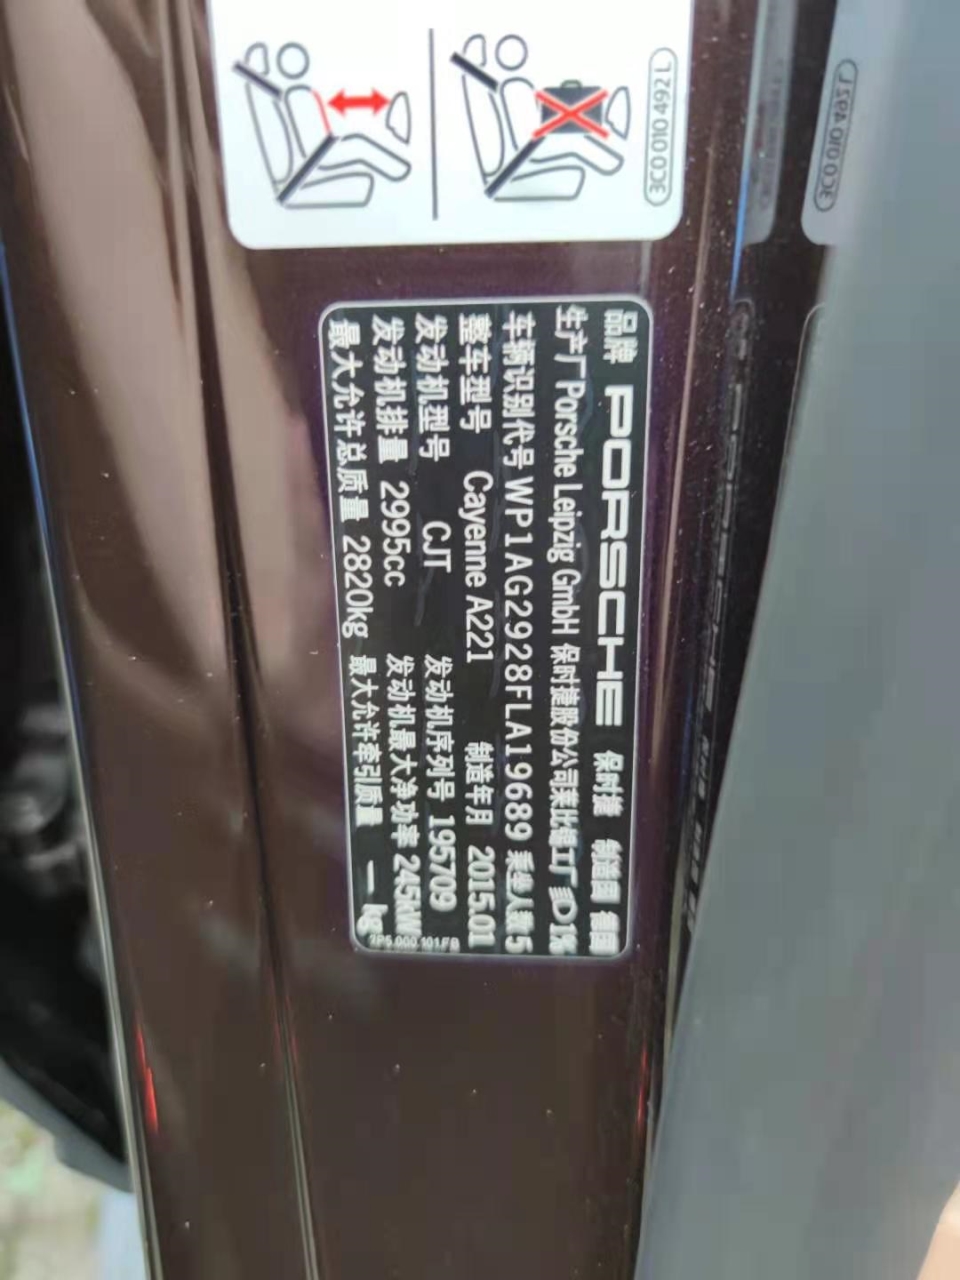 3C0 010 492 L
品牌 PORSCHE 保时捷 制造国 德国
生产厂 Porsche Leipzig GmbH 保时捷股份公司莱比锡工厂
车辆识别代号 WP1AG2928FLA19689 乘坐人数 5
整车型号 Cayenne A221 制造年月 2015.01
发动机型号 CJT 发动机序列号 195709
发动机排量 2995cc 发动机最大净功率 245kW
最大允许总质量 2820kg 最大允许牵引质量 — kg